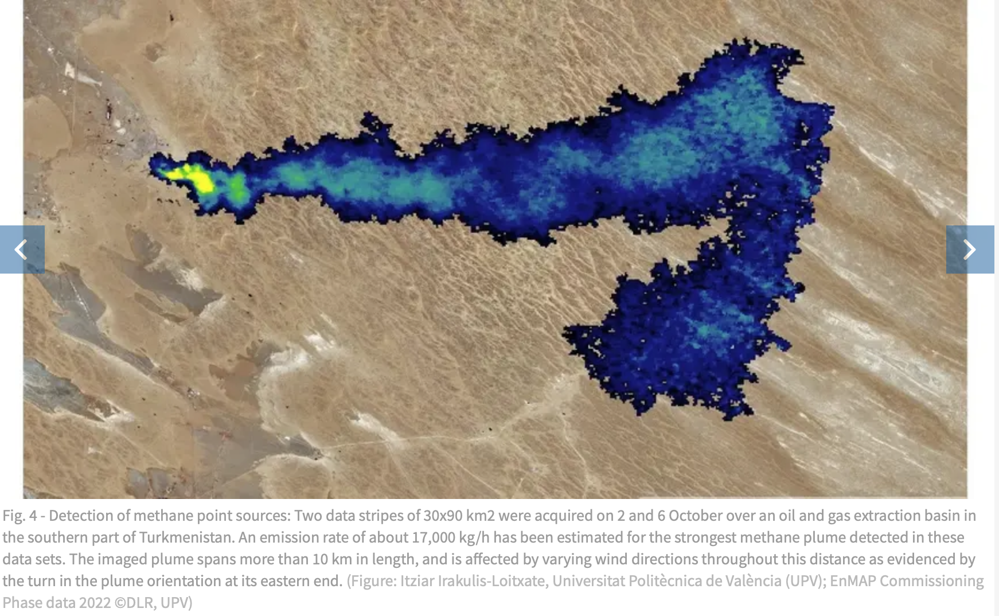 Fig. 4 - Detection of methane point sources: Two data stripes of 30x90 km2 were acquired on 2 and 6 October over an oil and gas extraction basin in
the southern part of Turkmenistan. An emission rate of about 17,000 kg/h has been estimated for the strongest methane plume detected in these
data sets. The imaged plume spans more than 10 km in length, and is affected by varying wind directions throughout this distance as evidenced by
the turn in the plume orientation at its eastern end. (Figure: Itziar Irakulis-Loitxate, Universitat Politècnica de València (UPV); EnMAP Commissioning
Phase data 2022 ©DLR, UPV)